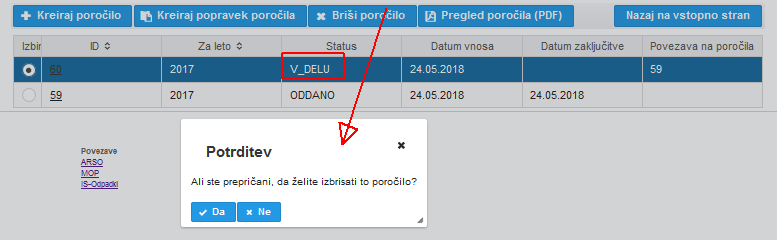 Kreiraj poročilo Kreiraj popravek poročila Briši poročilo Pregled poročila (PDF) Nazaj na vstopno stran
Izbir ID Za leto Status Datum vnosa Datum zaključitve Povezava na poročila
60 2017 V_DELU 24.05.2018 59
59 2017 ODDANO 24.05.2018 24.05.2018
Povezave
ARSO
MOP
IS-Odpadki
Potrditev
Ali ste prepričani, da želite izbrisati to poročilo?
Da Ne